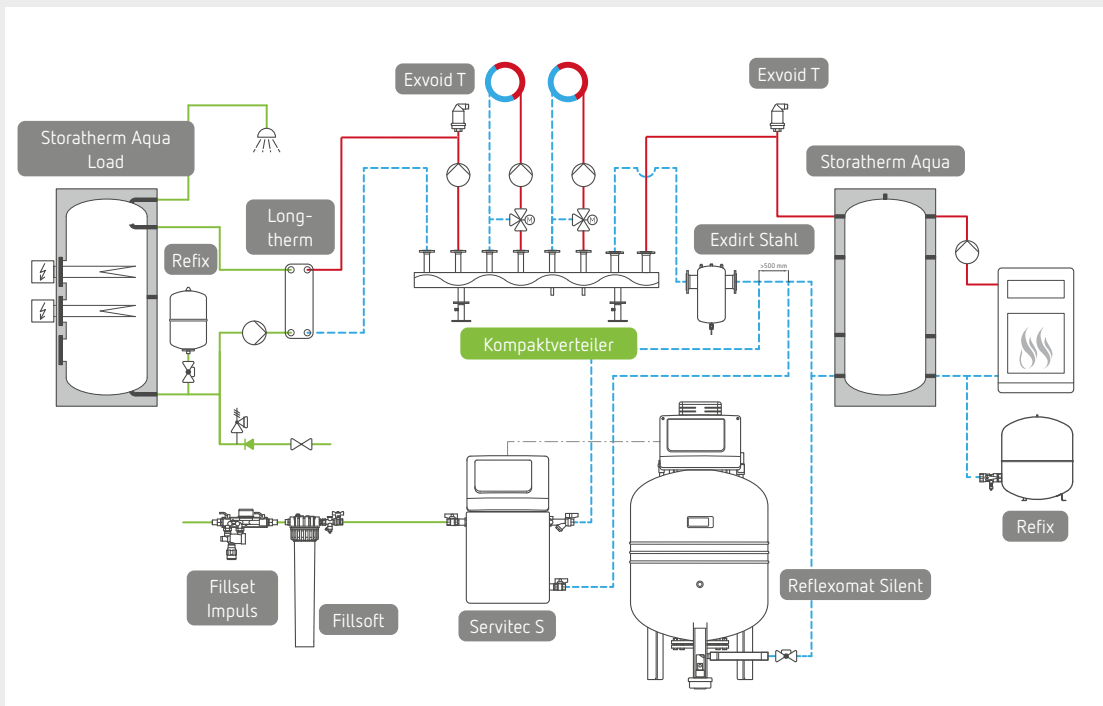 Exvoid T
Exvoid T
Storatherm Aqua
Load
Storatherm Aqua
Long-
therm
Refix
Exdirt Stahl
>500 mm
M
M
Kompaktverteiler
Refix
Reflexomat Silent
Fillset
Impuls
Fillsoft
Servitec S